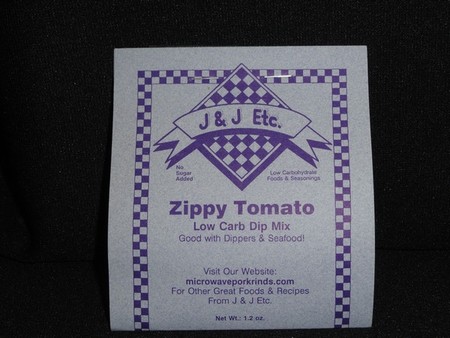 J & J Etc.
No
Sugar
Added
Low Carbohydrate
Foods & Seasonings
Zippy Tomato
Low Carb Dip Mix
Good with Dippers & Seafood!
Visit Our Website:
microwaveporkrinds.com
For Other Great Foods & Recipes
From J & J Etc.
Net Wt.: 1.2 oz.